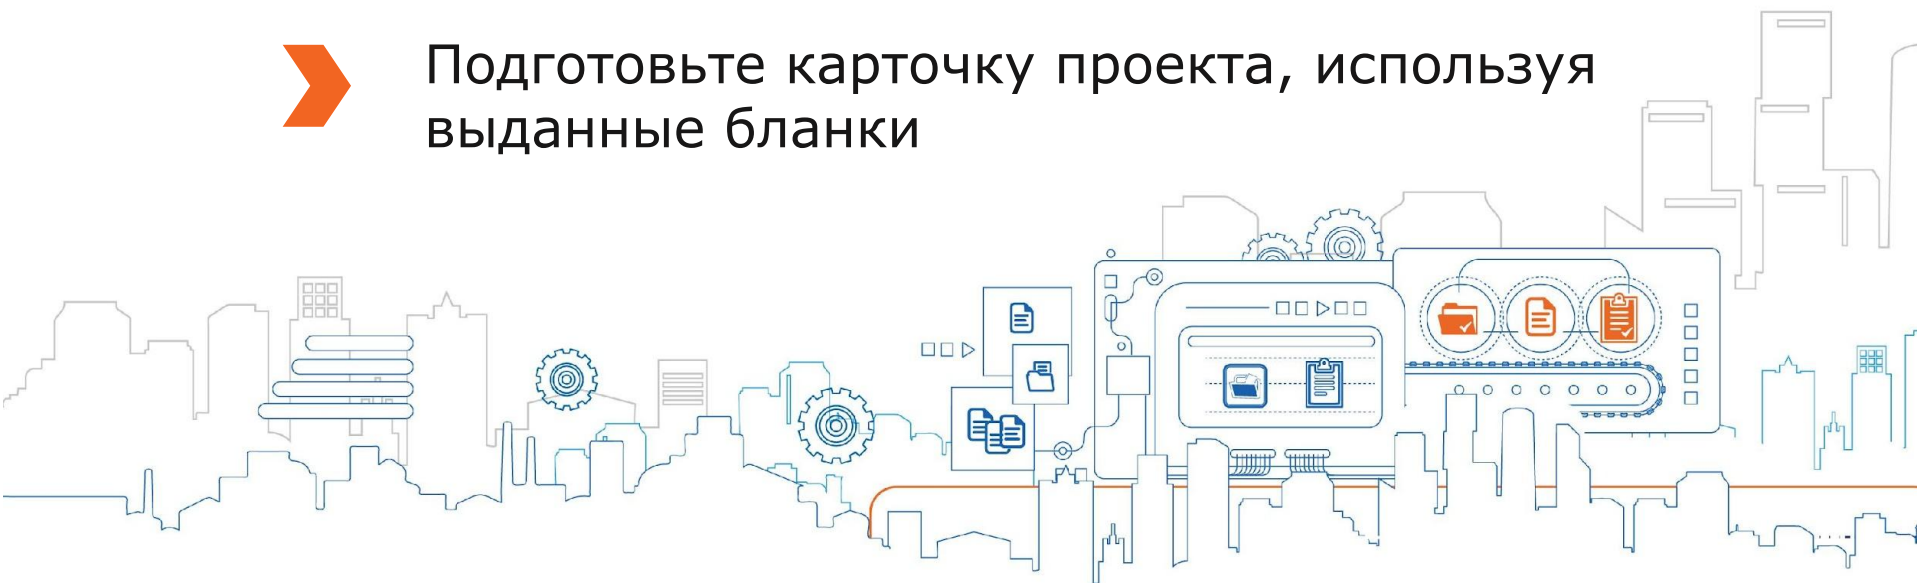 Подготовьте карточку проекта, используя
выданные бланки